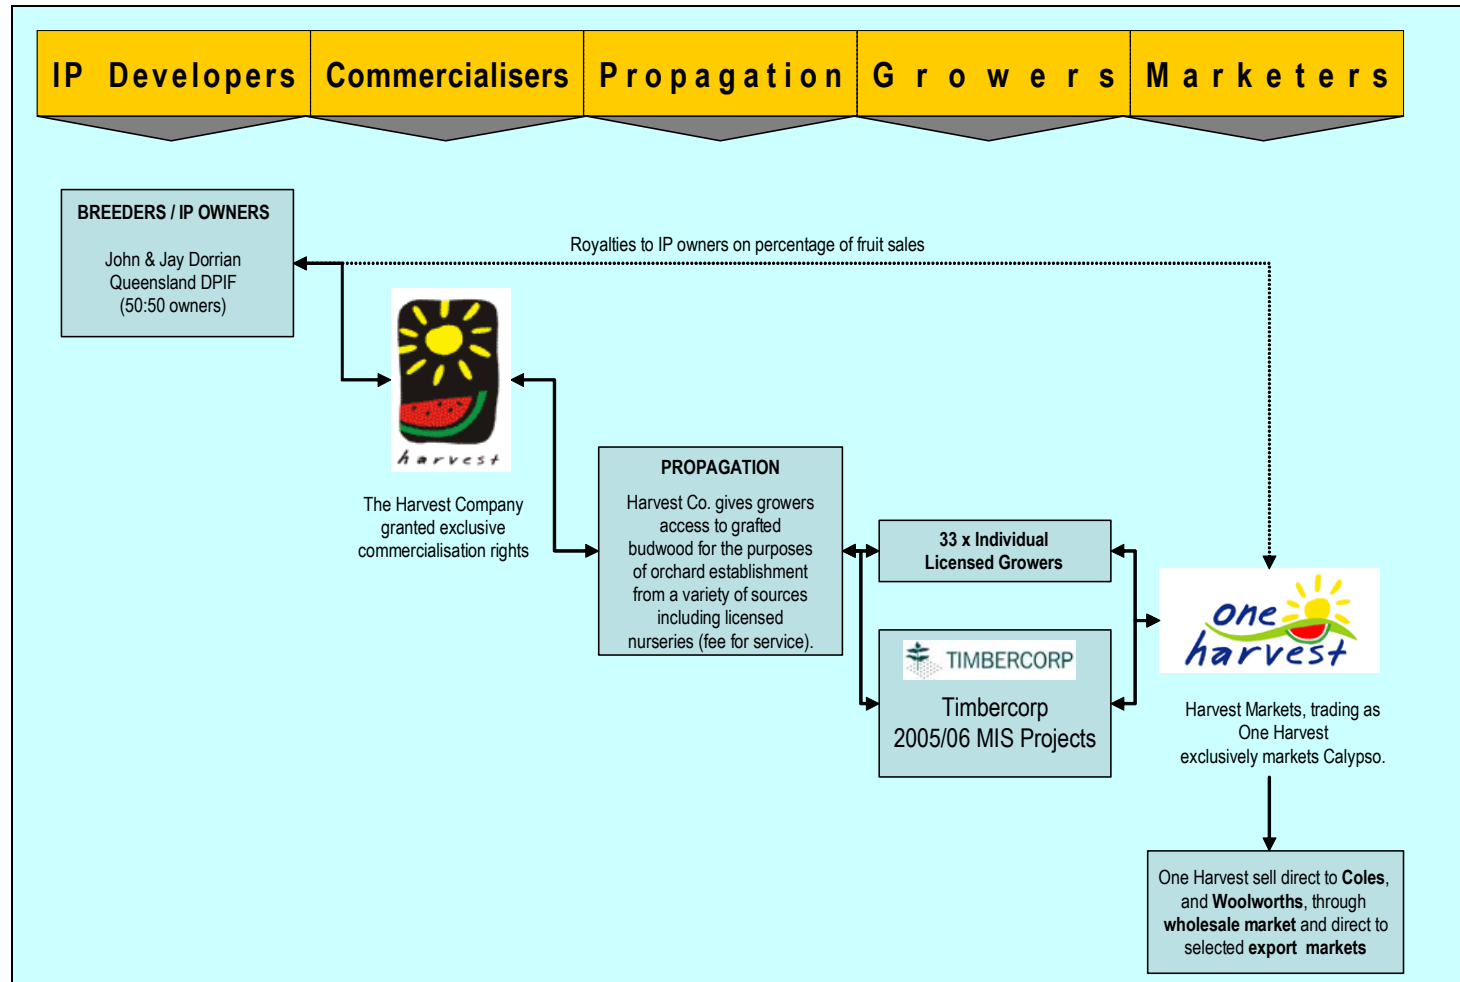 IP Developers
Commercialisers
Propagation
Growers
Marketers
BREEDERS / IP OWNERS
John & Jay Dorrian
Queensland DPIF
(50:50 owners)
Royalties to IP owners on percentage of fruit sales
harvest
The Harvest Company
granted exclusive
commercialisation rights
PROPAGATION
Harvest Co. gives growers
access to grafted
budwood for the purposes
of orchard establishment
from a variety of sources
including licensed
nurseries (fee for service).
33 x Individual
Licensed Growers
TIMBERCORP
Timbercorp
2005/06 MIS Projects
one
harvest
Harvest Markets, trading as
One Harvest
exclusively markets Calypso.
One Harvest sell direct to Coles,
and Woolworths, through
wholesale market and direct to
selected export markets